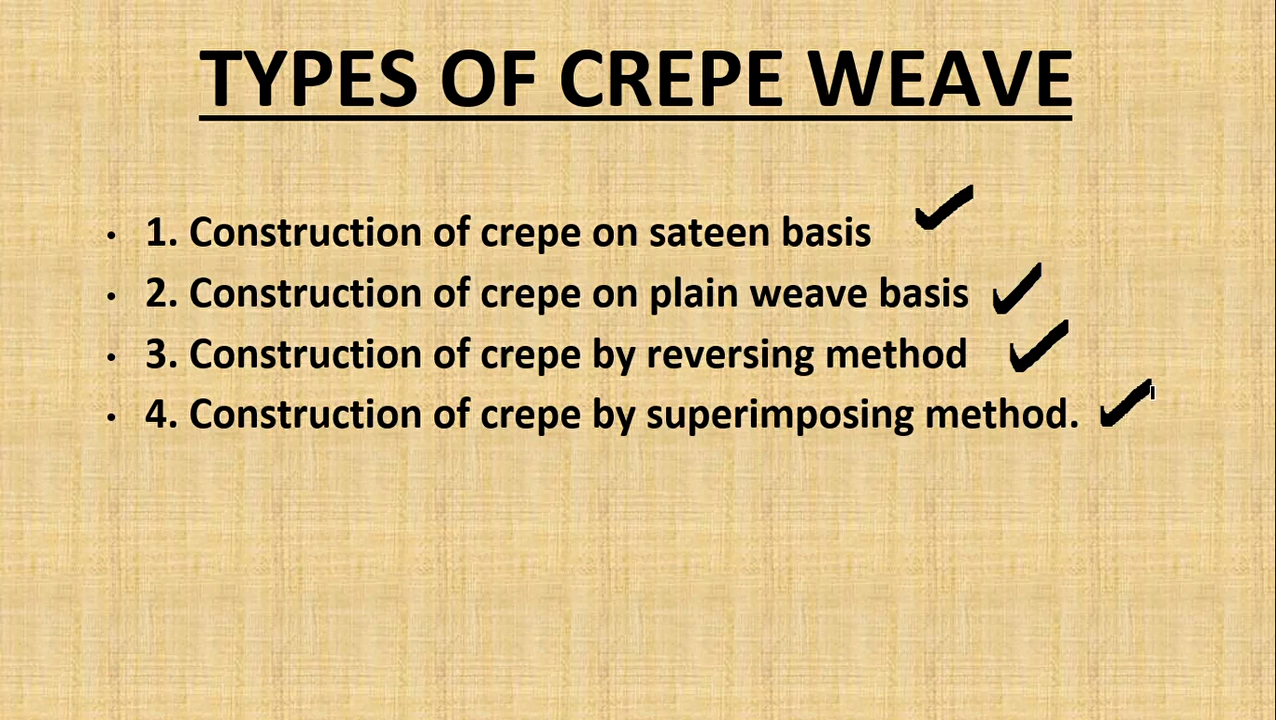 TYPES OF CREPE WEAVE
• 1. Construction of crepe on sateen basis
• 2. Construction of crepe on plain weave basis
• 3. Construction of crepe by reversing method
• 4. Construction of crepe by superimposing method.